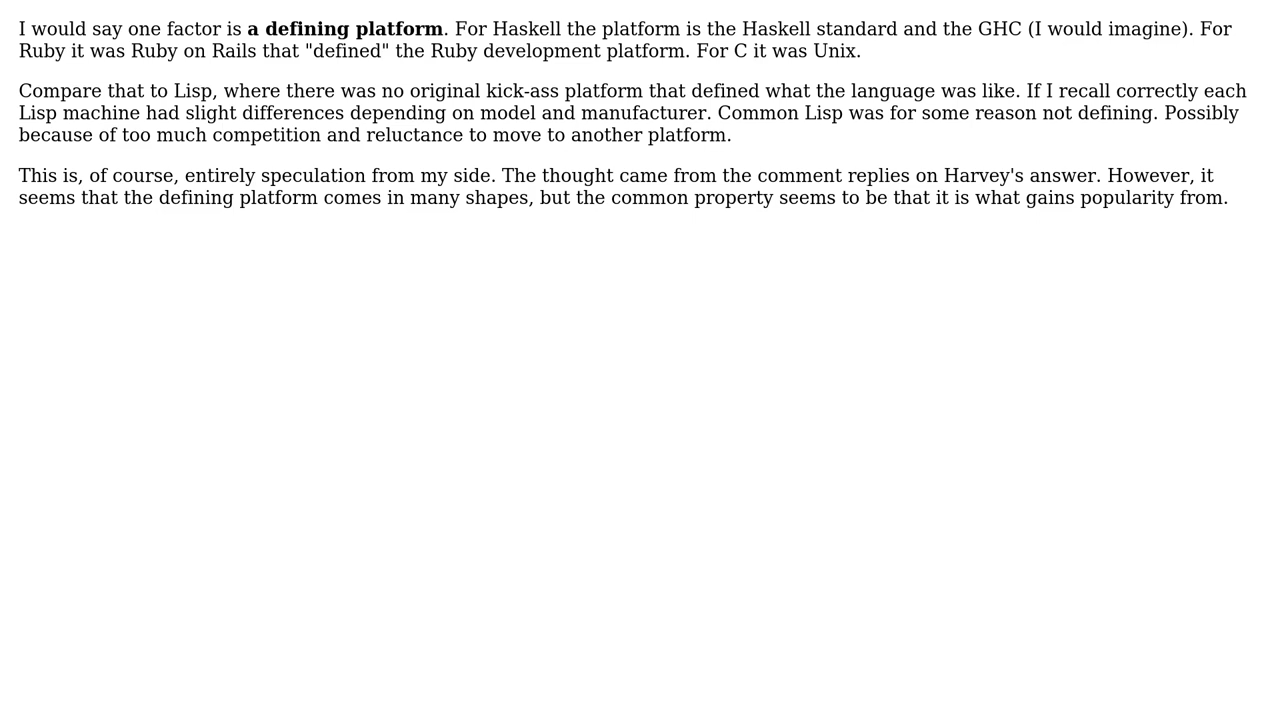 I would say one factor is a defining platform. For Haskell the platform is the Haskell standard and the GHC (I would imagine). For
Ruby it was Ruby on Rails that "defined" the Ruby development platform. For C it was Unix.
Compare that to Lisp, where there was no original kick-ass platform that defined what the language was like. If I recall correctly each
Lisp machine had slight differences depending on model and manufacturer. Common Lisp was for some reason not defining. Possibly
because of too much competition and reluctance to move to another platform.
This is, of course, entirely speculation from my side. The thought came from the comment replies on Harvey's answer. However, it
seems that the defining platform comes in many shapes, but the common property seems to be that it is what gains popularity from.